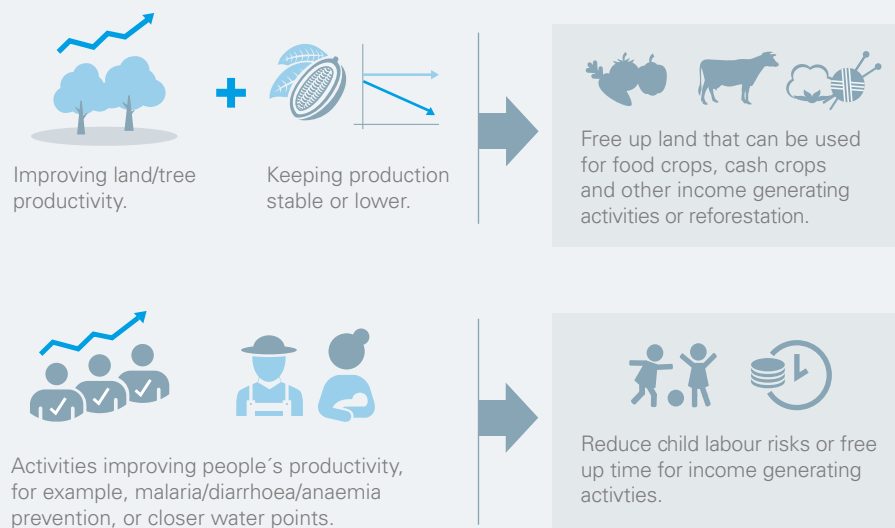 Improving land/tree
productivity.
Keeping production
stable or lower.
Free up land that can be used
for food crops, cash crops
and other income generating
activities or reforestation.
Activities improving people´s productivity,
for example, malaria/diarrhoea/anaemia
prevention, or closer water points.
Reduce child labour risks or free
up time for income generating
activties.